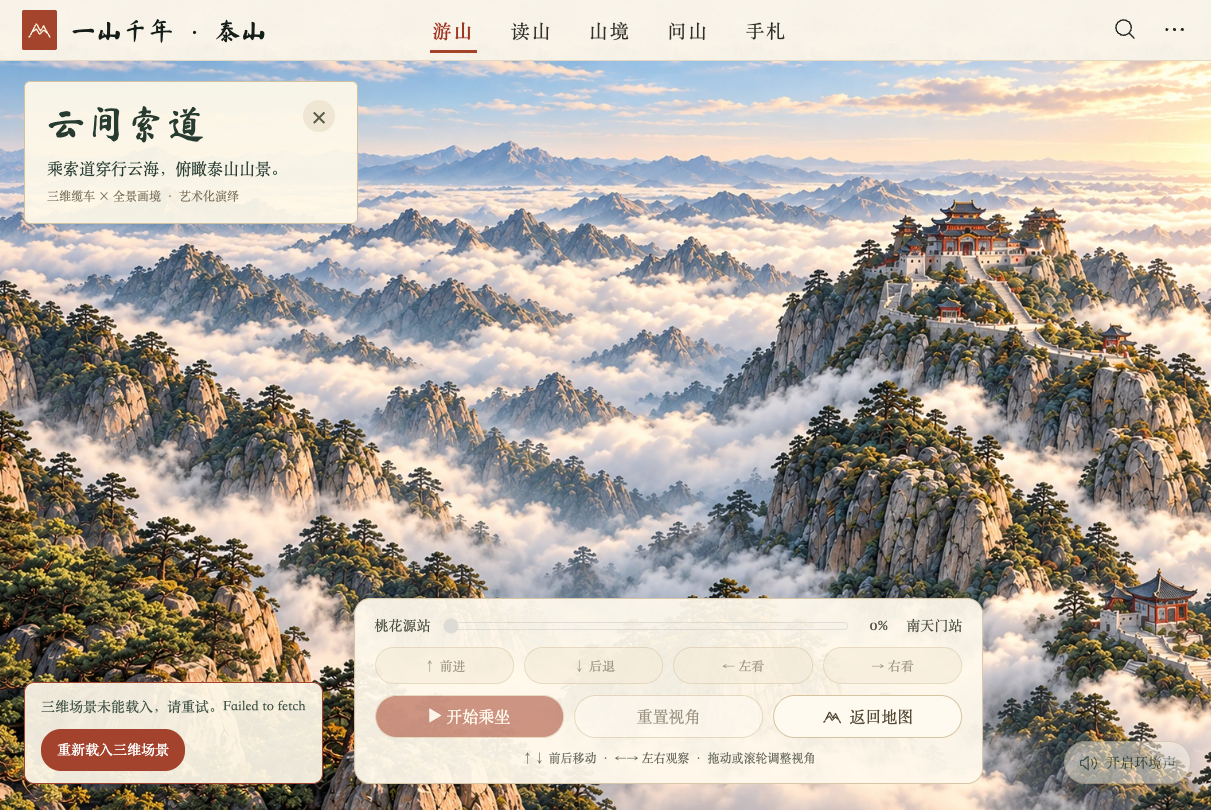 一山千年 · 泰山
游山 读山 山境 问山 手札
云间索道
乘索道穿行云海，俯瞰泰山山景。
三维缆车 × 全景画境 · 艺术化演绎
桃花源站 0% 南天门站
↑ 前进 ↓ 后退 ← 左看 → 右看
▶ 开始乘坐 重置视角 返回地图
↑ ↓ 前后移动 · ←→ 左右观察 · 拖动或滚轮调整视角
三维场景未能载入，请重试。Failed to fetch
重新载入三维场景
开启环境声